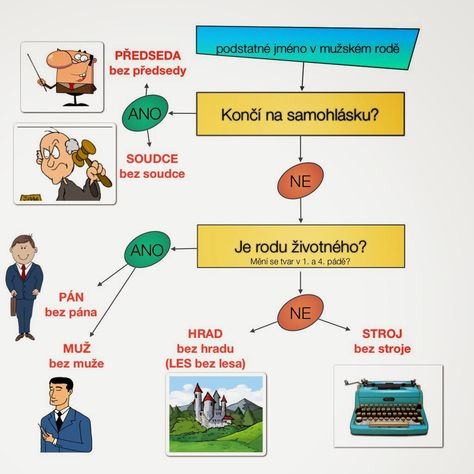 podstatné jméno v mužském rodě
PŘEDSEDA
bez předsedy
ANO
Končí na samohlásku?
SOUDCE
bez soudce
NE
ANO
Je rodu životného?
Mění se tvar v 1. a 4. pádě?
PÁN
bez pána
NE
MUŽ
bez muže
HRAD
bez hradu
(LES bez lesa)
STROJ
bez stroje